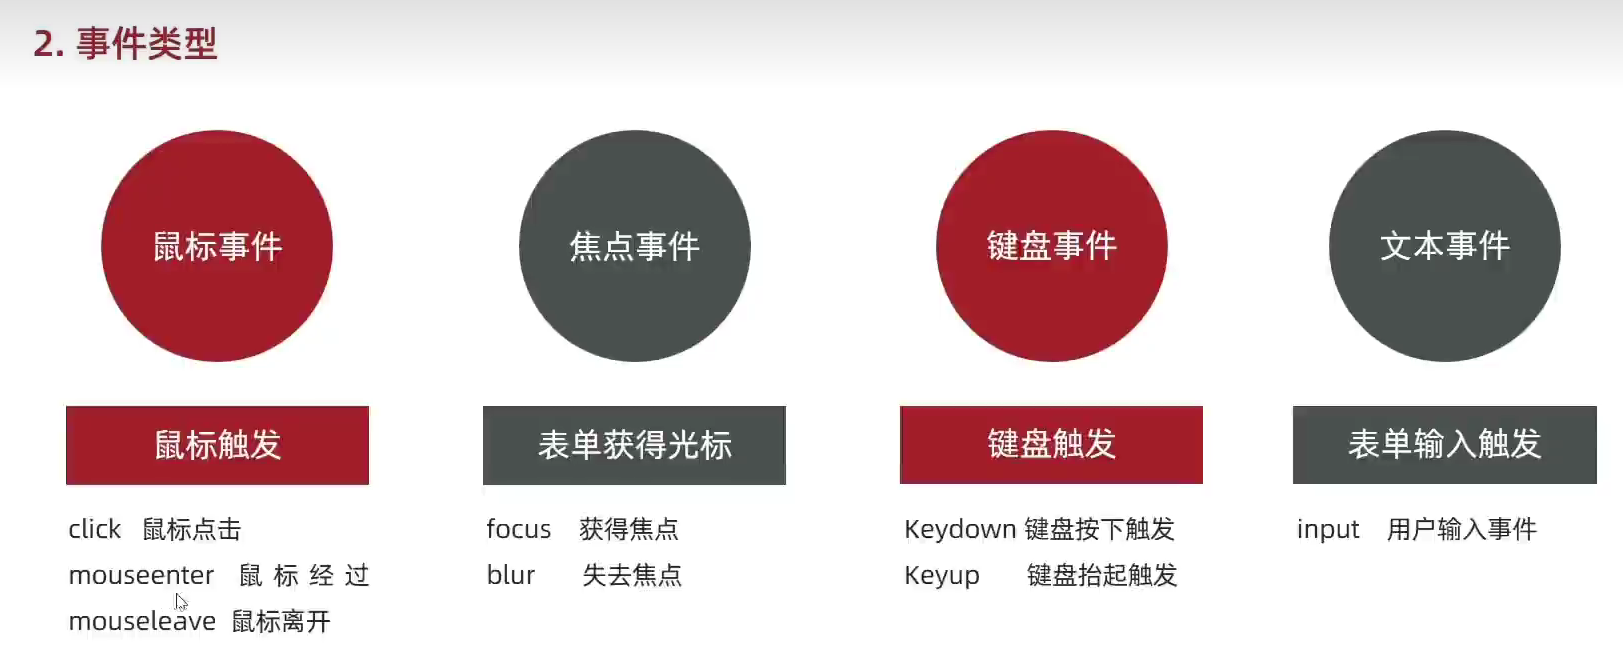 2. 事件类型
鼠标事件
焦点事件
键盘事件
文本事件
鼠标触发
表单获得光标
键盘触发
表单输入触发
click 鼠标点击
mouseenter 鼠标经过
mouseleave 鼠标离开
focus 获得焦点
blur 失去焦点
Keydown 键盘按下触发
Keyup 键盘抬起触发
input 用户输入事件